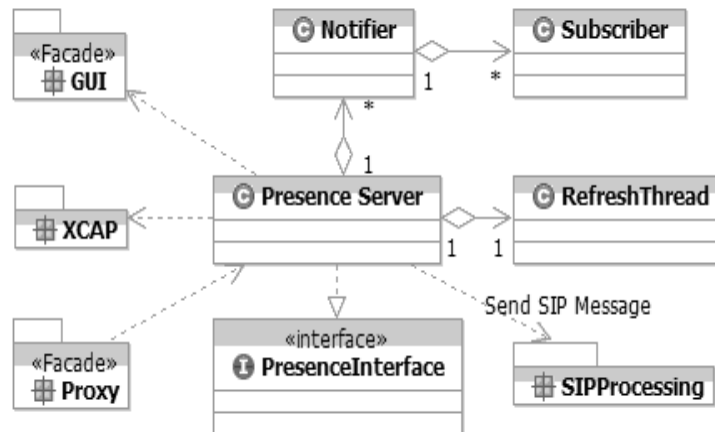 «Facade»
GUI
C Notifier
1
*
C Subscriber
*
1
C Presence Server
1
1
C RefreshThread
XCAP
«Facade»
Proxy
«interface»
I PresenceInterface
Send SIP Message
SIPProcessing